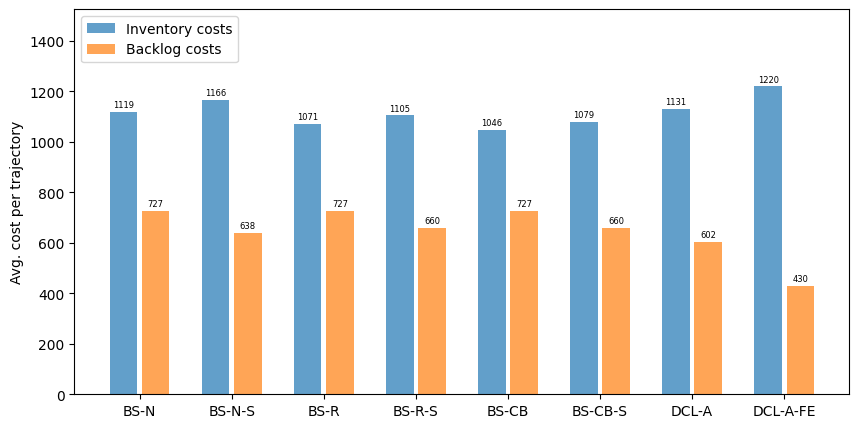 Inventory costs
Backlog costs
Avg. cost per trajectory
1400
1200
1000
800
600
400
200
0
1119
727
1166
638
1071
727
1105
660
1046
727
1079
660
1131
602
1220
430
BS-N
BS-N-S
BS-R
BS-R-S
BS-CB
BS-CB-S
DCL-A
DCL-A-FE